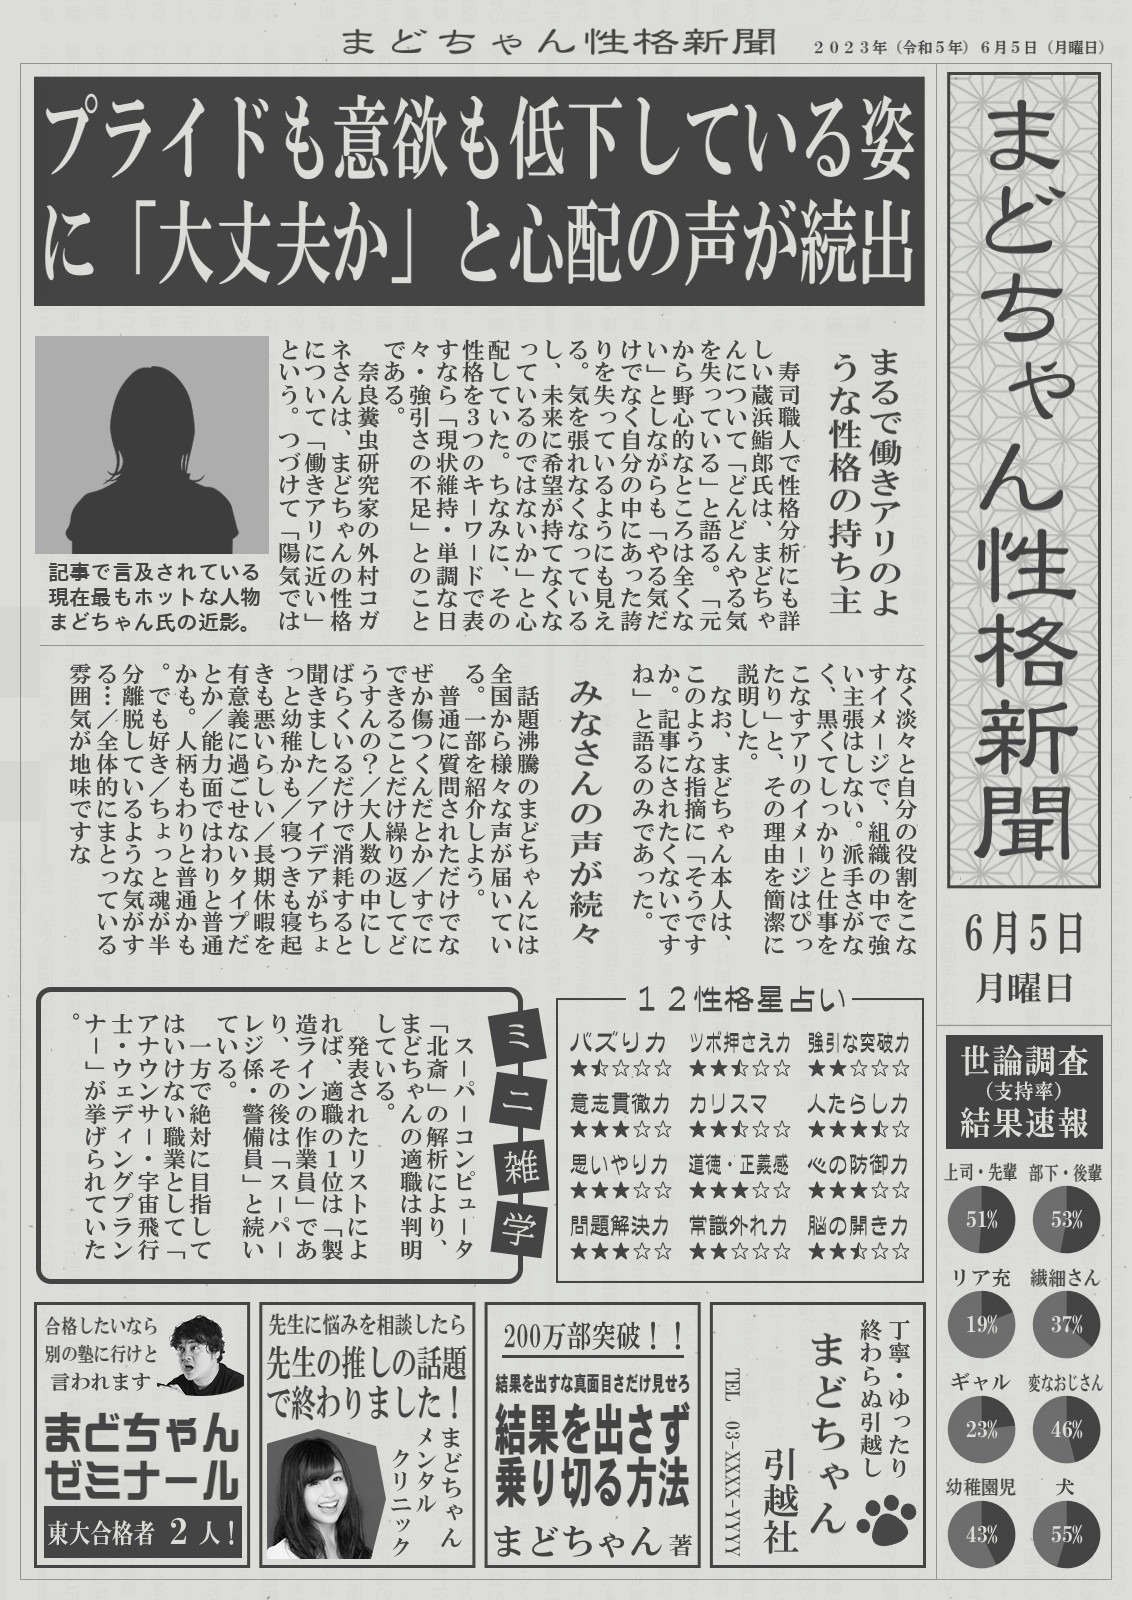 まどちゃん性格新聞
2023年（令和5年）6月5日（月曜日）
まどちゃん性格新聞
6月5日
月曜日
プライドも意欲も低下している姿
に「大丈夫か」と心配の声が続出
まるで働きアリのよ
うな性格の持ち主
寿司職人で性格分析にも詳
しい蔵浜鮨郎氏は、まどちゃ
んについて「どんどんやる気
を失っている」と語る。「元
から野心的なところは全くな
い」としながらも「やる気だ
けでなく自分の中にあった誇
りを失っているようにも見え
る。気を張れなくなっている
し、未来に希望が持てなくな
っているのではないか」と心
配していた。ちなみに、その
性格を3つのキーワードで表
すなら「現状維持・単調な日
々・強引さの不足」とのこと
である。
奈良糞虫研究家の外村コガ
ネさんは、まどちゃんの性格
について「働きアリに近い」
という。つづけて「陽気では
記事で言及されている
現在最もホットな人物
まどちゃん氏の近影。
なく淡々と自分の役割をこな
すイメージで、組織の中で強
い主張はしない。派手さがな
く、黒くてしっかりと仕事を
こなすアリのイメージはぴっ
たり」と、その理由を簡潔に
説明した。
なお、まどちゃん本人は、
このような指摘に「そうです
か。記事にされたくないです
ね」と語るのみであった。
みなさんの声が続々
話題沸騰のまどちゃんには
全国から様々な声が届いてい
る。一部を紹介しよう。
普通に質問されただけでな
ぜか傷つくんだとか／すでに
できることだけ繰り返してど
うすんの？／大人数の中にし
ばらくいるだけで消耗すると
聞きました／アイデアがちょ
っと幼稚かも／寝つきも寝起
きも悪いらしい／長期休暇を
有意義に過ごせないタイプだ
とか／能力面ではわりと普通
かも。人柄もわりと普通かも
。でも好き／ちょっと魂が半
分離脱しているような気がす
る…／全体的にまとっている
雰囲気が地味ですな
ミニ雑学
スーパーコンピュータ
「北斎」の解析により、
まどちゃんの適職は判明
している。
発表されたリストによ
れば、適職の1位は「製
造ラインの作業員」であ
り、その後は「スーパー
レジ係・警備員」と続い
ている。
一方で絶対に目指して
はいけない職業として「
アナウンサー・宇宙飛行
士・ウェディングプラン
ナー」が挙げられていた
。
12性格星占い
バズり力 ツボ押さえ力 強引な突破力
★⯪☆☆☆ ★★⯪☆☆ ★★☆☆☆
意志貫徹力 カリスマ 人たらし力
★★★☆☆ ★★⯪☆☆ ★★★⯪☆
思いやり力 道徳・正義感 心の防御力
★★★☆☆ ★★★☆☆ ★★★☆☆
問題解決力 常識外れ力 脳の開き力
★★★☆☆ ★★☆☆☆ ★★⯪☆☆
世論調査
（支持率）
結果速報
上司・先輩 部下・後輩
51% 53%
リア充 繊細さん
19% 37%
ギャル 変なおじさん
23% 46%
幼稚園児 犬
43% 55%
合格したいなら
別の塾に行けと
言われます
まどちゃん
ゼミナール
東大合格者 2 人！
先生に悩みを相談したら
先生の推しの話題
で終わりました！
まどちゃん
メンタル
クリニック
200万部突破！！
結果を出すな真面目さだけ見せろ
結果を出さず
乗り切る方法
まどちゃん 著
丁寧・ゆったり
終わらぬ引越し
まどちゃん
引越社
TEL 03-XXXX-YYYY